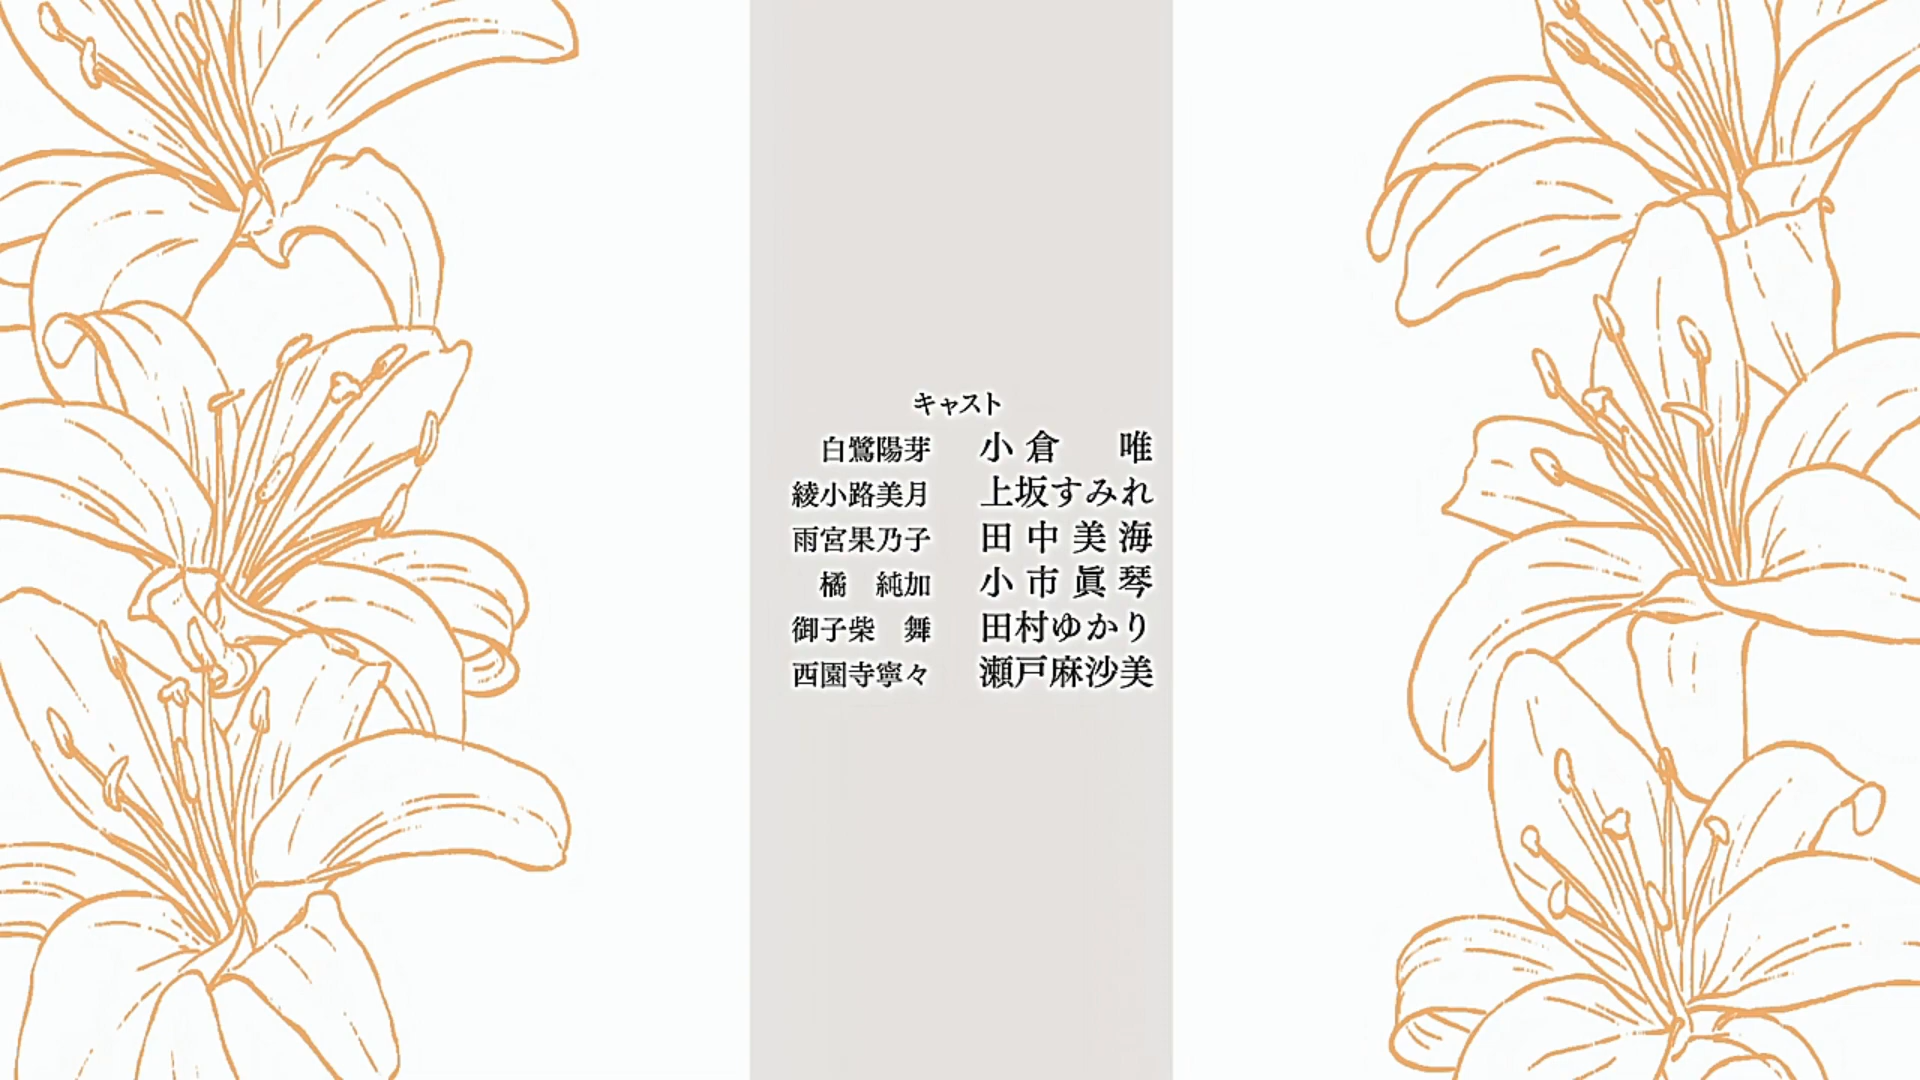 キャスト
白鷺陽芽 小倉 唯
綾小路美月 上坂すみれ
雨宮果乃子 田中美海
橘 純加 小市眞琴
御子柴 舞 田村ゆかり
西園寺寧々 瀬戸麻沙美